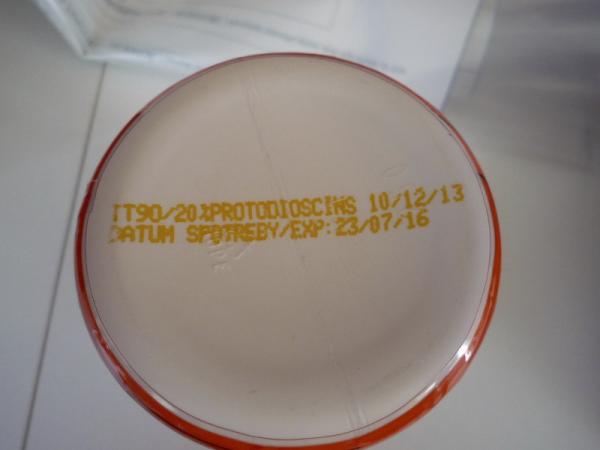 TT90/20%PROTODIOSCINS 10/12/13
DATUM SPOTREBY/EXP:23/07/16